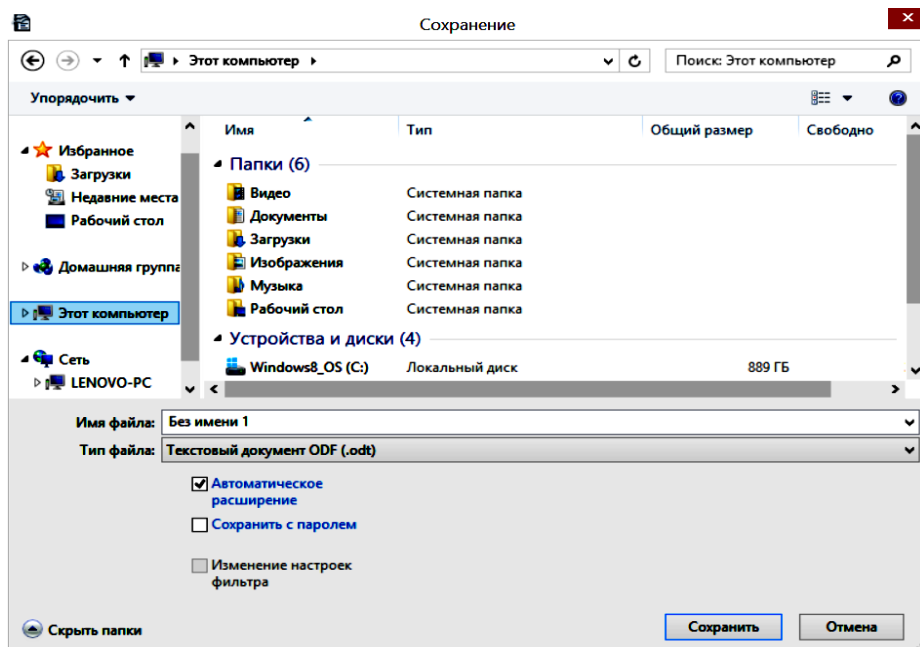 Сохранение
Этот компьютер
Поиск: Этот компьютер
Упорядочить
Имя Тип Общий размер Свободно
Избранное
Загрузки
Недавние места
Рабочий стол
Домашняя группа
Этот компьютер
Сеть
LENOVO-PC
Папки (6)
Видео Системная папка
Документы Системная папка
Загрузки Системная папка
Изображения Системная папка
Музыка Системная папка
Рабочий стол Системная папка
Устройства и диски (4)
Windows8_OS (C:) Локальный диск 889 ГБ
Имя файла: Без имени 1
Тип файла: Текстовый документ ODF (.odt)
Автоматическое
расширение
Сохранить с паролем
Изменение настроек
фильтра
Скрыть папки
Сохранить
Отмена